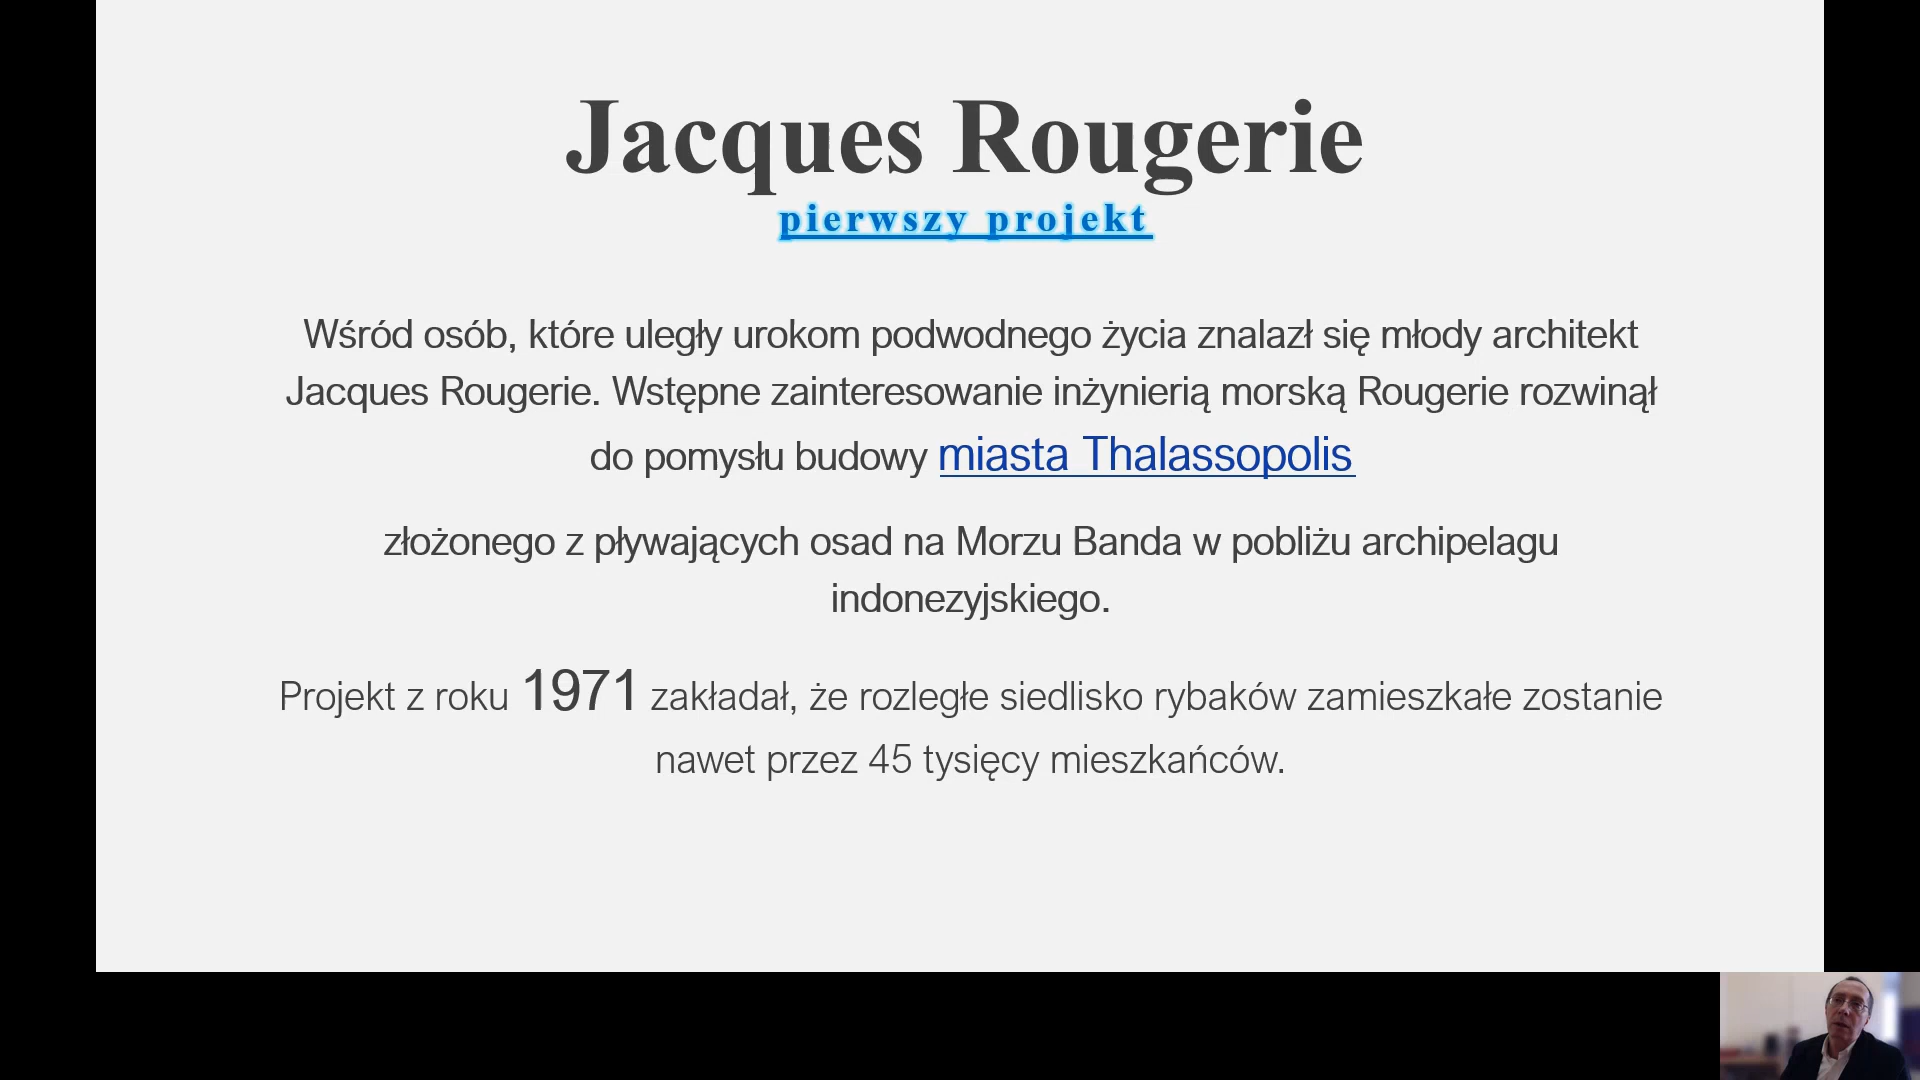 Jacques Rougerie
pierwszy projekt
Wśród osób, które uległy urokom podwodnego życia znalazł się młody architekt
Jacques Rougerie. Wstępne zainteresowanie inżynierią morską Rougerie rozwinął
do pomysłu budowy miasta Thalassopolis
złożonego z pływających osad na Morzu Banda w pobliżu archipelagu
indonezyjskiego.
Projekt z roku 1971 zakładał, że rozległe siedlisko rybaków zamieszkałe zostanie
nawet przez 45 tysięcy mieszkańców.